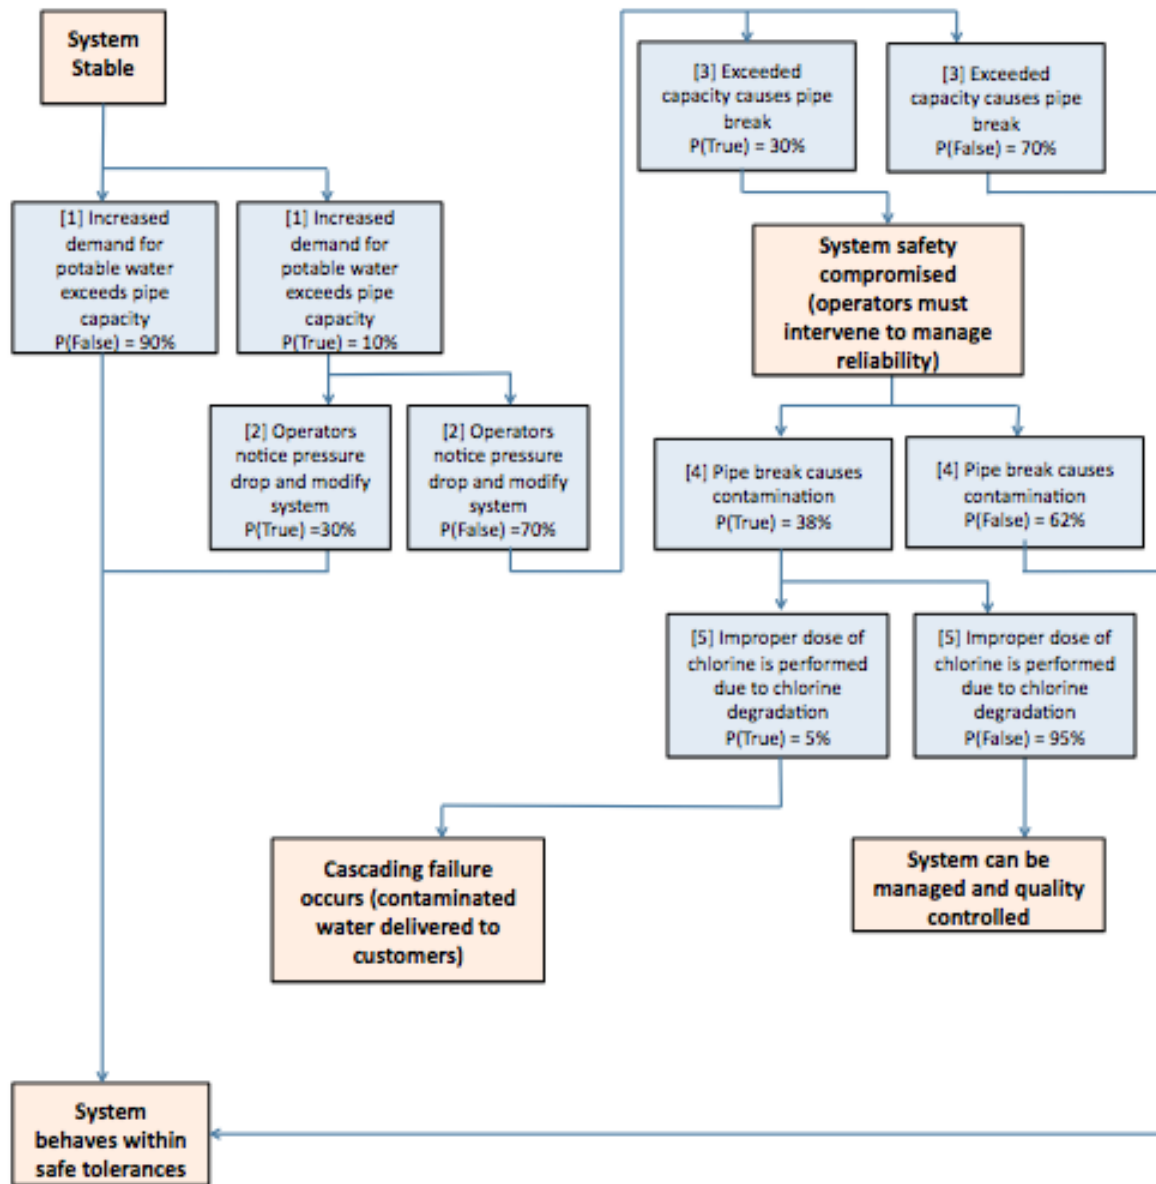 System
Stable
[1] Increased
demand for
potable water
exceeds pipe
capacity
P(False) = 90%
[1] Increased
demand for
potable water
exceeds pipe
capacity
P(True) = 10%
[2] Operators
notice pressure
drop and modify
system
P(True) =30%
[2] Operators
notice pressure
drop and modify
system
P(False) =70%
[3] Exceeded
capacity causes pipe
break
P(True) = 30%
[3] Exceeded
capacity causes pipe
break
P(False) = 70%
System safety
compromised
(operators must
intervene to manage
reliability)
[4] Pipe break causes
contamination
P(True) = 38%
[4] Pipe break causes
contamination
P(False) = 62%
[5] Improper dose of
chlorine is performed
due to chlorine
degradation
P(True) = 5%
[5] Improper dose of
chlorine is performed
due to chlorine
degradation
P(False) = 95%
Cascading failure
occurs (contaminated
water delivered to
customers)
System can be
managed and quality
controlled
System
behaves within
safe tolerances